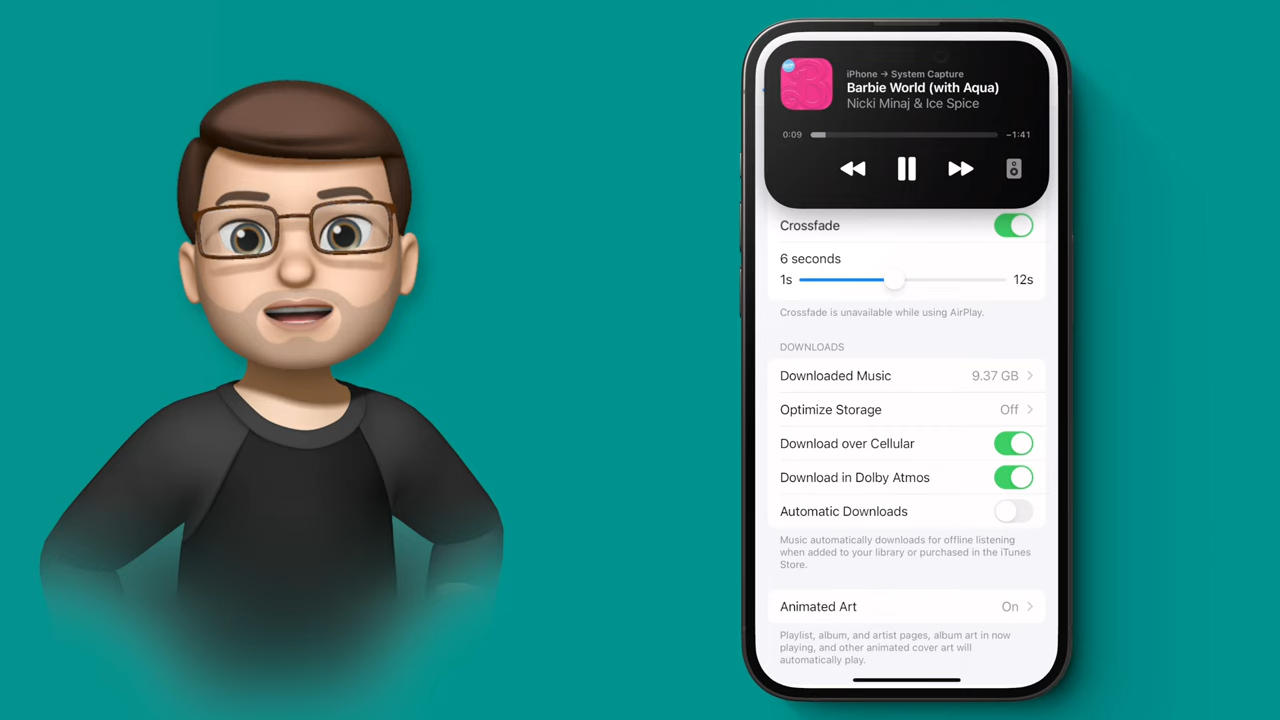 iPhone → System Capture
Barbie World (with Aqua)
Nicki Minaj & Ice Spice
0:09
−1:41
Crossfade
6 seconds
1s
12s
Crossfade is unavailable while using AirPlay.
DOWNLOADS
Downloaded Music
9.37 GB
Optimize Storage
Off
Download over Cellular
Download in Dolby Atmos
Automatic Downloads
Music automatically downloads for offline listening
when added to your library or purchased in the iTunes
Store.
Animated Art
On
Playlist, album, and artist pages, album art in now
playing, and other animated cover art will
automatically play.